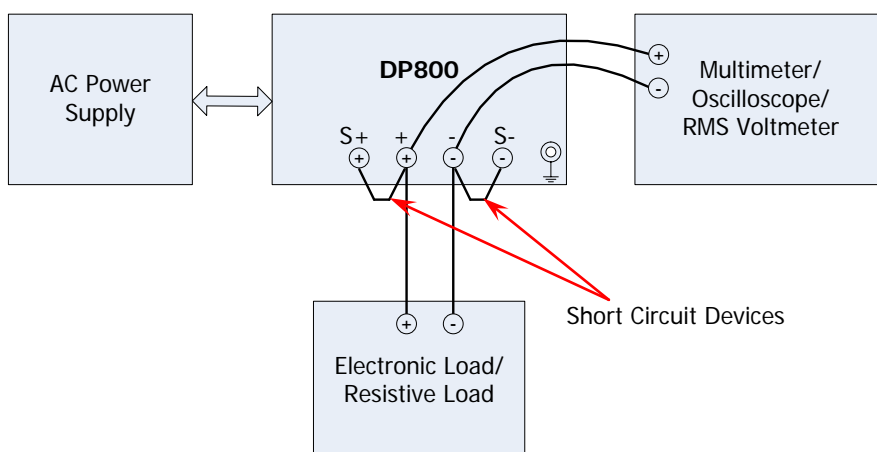 AC Power
Supply
DP800
S+ + - S-
+ + - -
+
-
Multimeter/
Oscilloscope/
RMS Voltmeter
+ -
Electronic Load/
Resistive Load
Short Circuit Devices